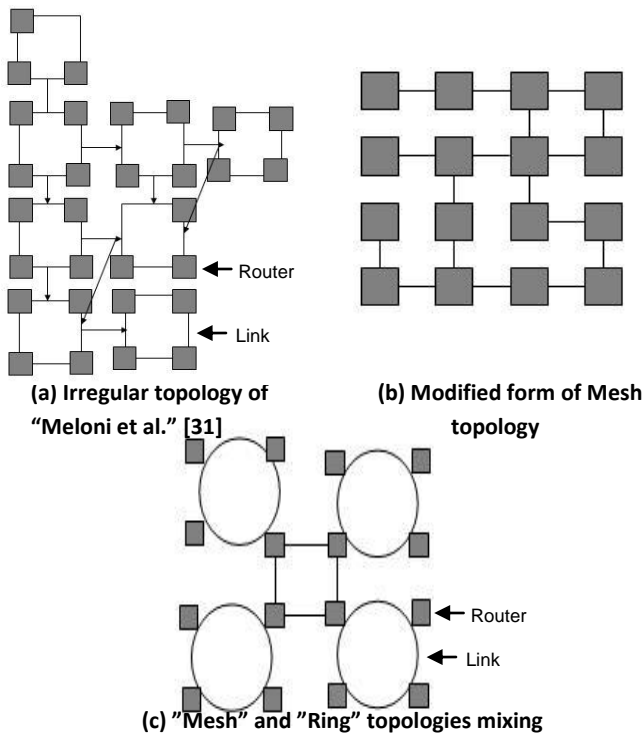 Router
Link
(a) Irregular topology of
“Meloni et al.” [31]
(b) Modified form of Mesh
topology
Router
Link
(c) ”Mesh” and ”Ring” topologies mixing